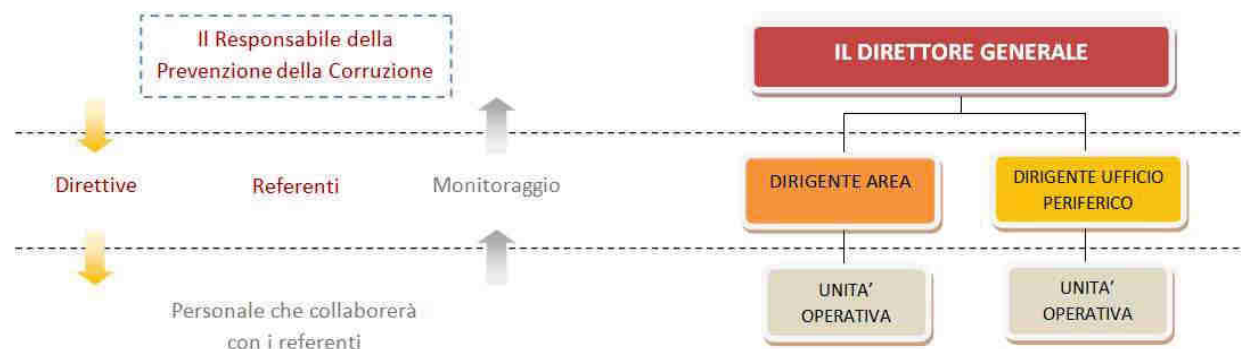 Il Responsabile della
Prevenzione della Corruzione
IL DIRETTORE GENERALE
Direttive
Referenti
Monitoraggio
DIRIGENTE AREA
DIRIGENTE UFFICIO
PERIFERICO
Personale che collaborerà
con i referenti
UNITA’
OPERATIVA
UNITA’
OPERATIVA